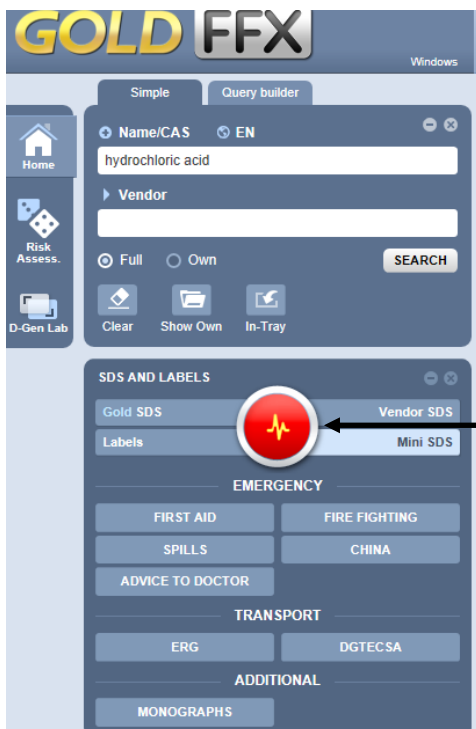 GOLD FFX
Windows
Simple Query builder
Name/CAS EN
hydrochloric acid
Vendor
Full Own SEARCH
Clear Show Own In-Tray
Home
Risk
Assess.
D-Gen Lab
SDS AND LABELS
Gold SDS Vendor SDS
Labels Mini SDS
EMERGENCY
FIRST AID FIRE FIGHTING
SPILLS CHINA
ADVICE TO DOCTOR
TRANSPORT
ERG DGTECSA
ADDITIONAL
MONOGRAPHS